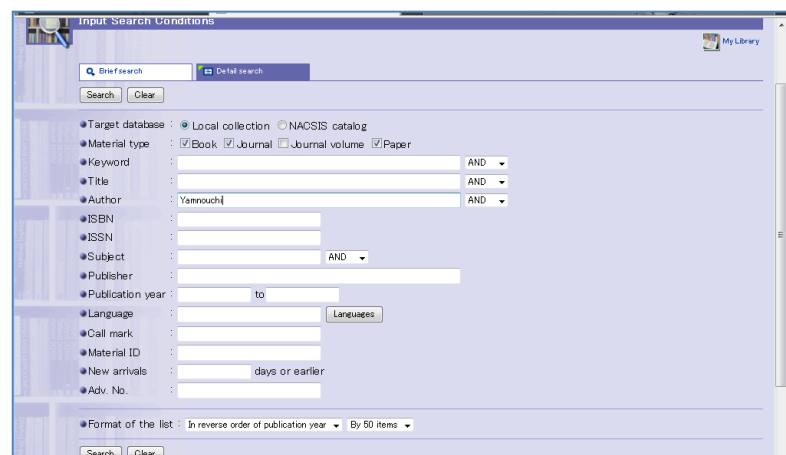 Input Search Conditions
My Library
Brief search Detail search
Search Clear
Target database : Local collection NACSIS catalog
Material type : Book Journal Journal volume Paper
Keyword : AND
Title : AND
Author : Yamnouchi AND
ISBN :
ISSN :
Subject : AND
Publisher :
Publication year : to
Language : Languages
Call mark :
Material ID :
New arrivals : days or earlier
Adv. No. :
Format of the list : In reverse order of publication year By 50 items
Search Clear